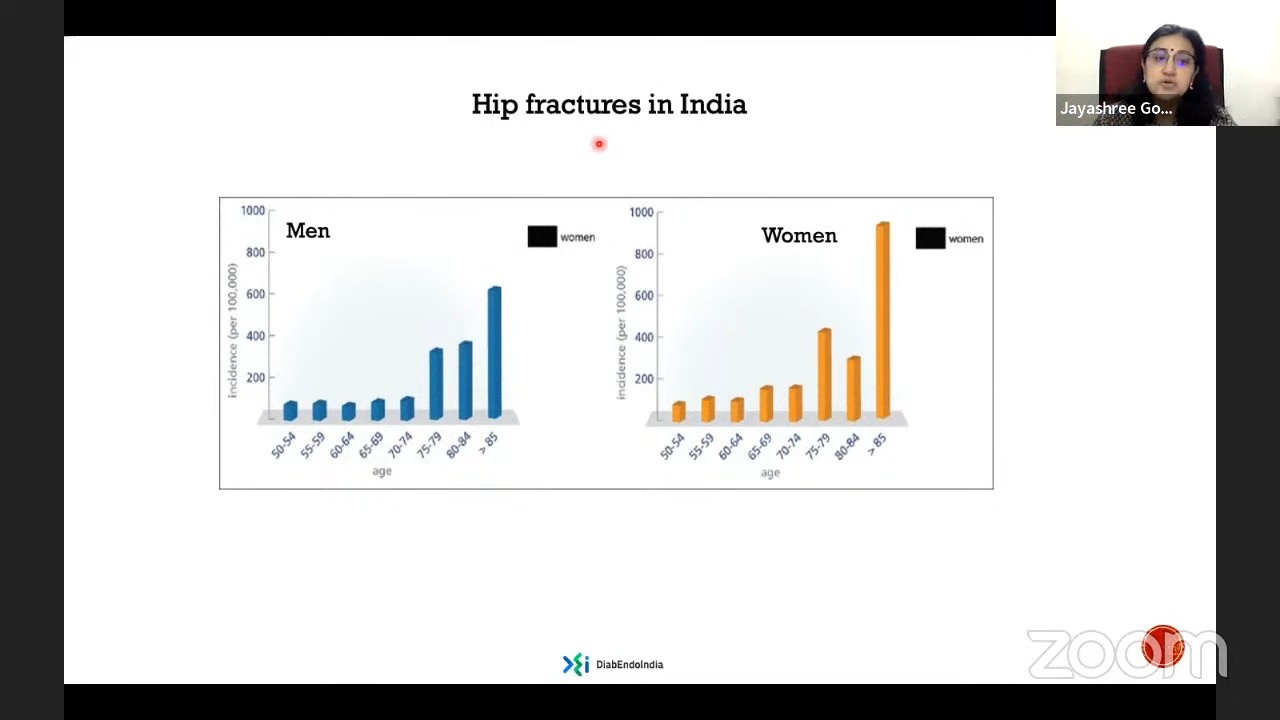 Jayashree Go...
Hip fractures in India
Men
women
incidence (per 100,000)
1000
800
600
400
200
50-54
55-59
60-64
65-69
70-74
75-79
80-84
> 85
age
Women
women
incidence (per 100,000)
1000
800
600
400
200
50-54
55-59
60-64
65-69
70-74
75-79
80-84
> 85
age
DiabEndoIndia
zoom